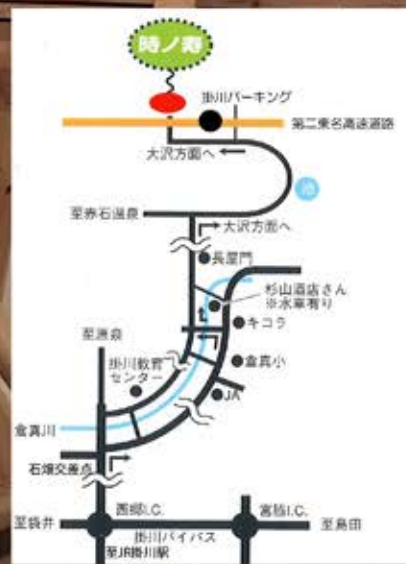 時ノ寿
掛川パーキング
第二東名高速道路
大沢方面へ
池
至赤石温泉
大沢方面へ
長屋門
杉山酒店さん
※水車有り
キコラ
至原泉
掛川教育
センター
倉真小
JA
倉真川
石畑交差点
西郷I.C.
宮脇I.C.
至袋井
掛川バイパス
至島田
至JR掛川駅